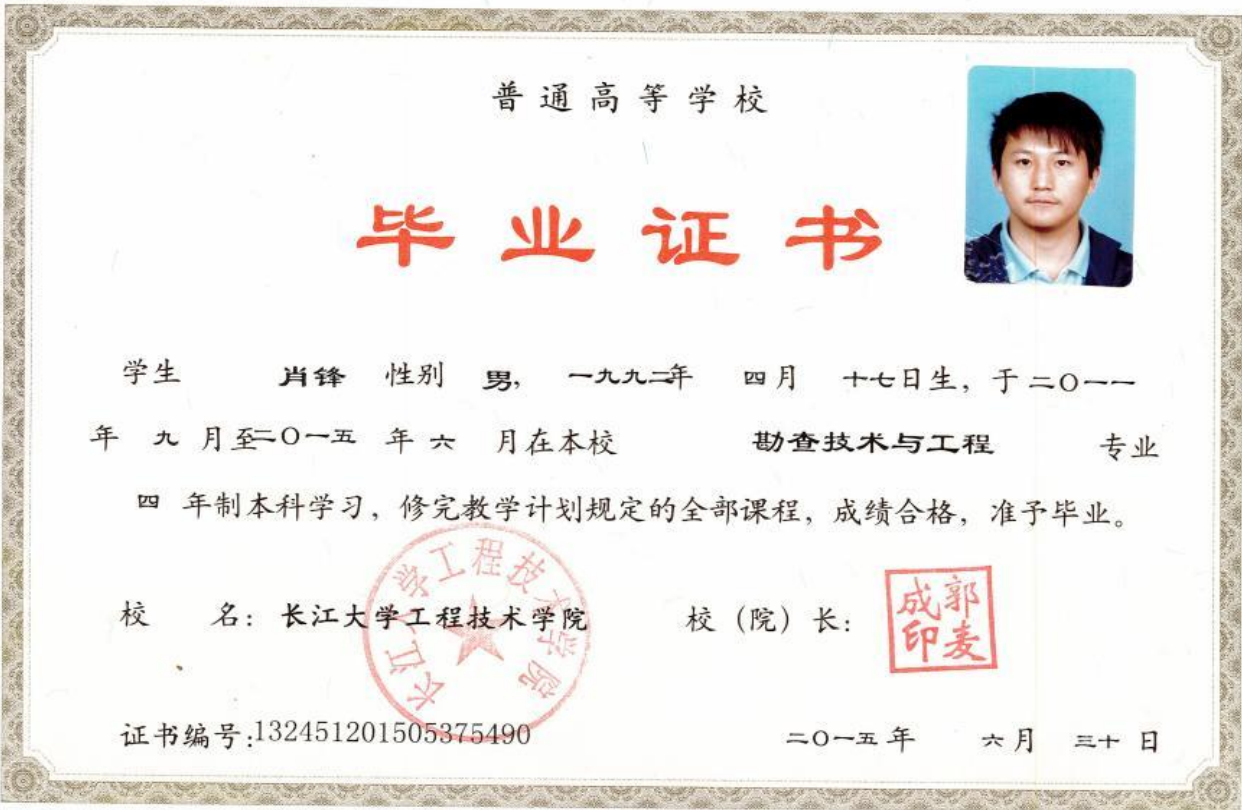 普通高等学校
毕业证书
学生 肖锋 性别 男, 一九九二年 四月 十七日生，于二〇一一
年 九 月至二〇一五 年 六 月在本校 勘查技术与工程 专业
四 年制本科学习，修完教学计划规定的全部课程，成绩合格，准予毕业。
长江大学工程技术学院
校 名：长江大学工程技术学院 校（院）长：
郭麦成印
证书编号:132451201505375490 二〇一五年 六月 三十 日